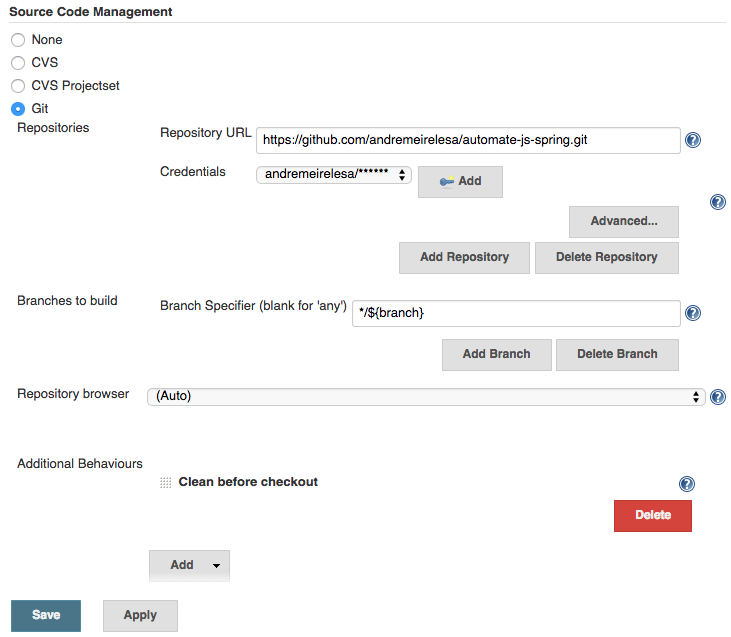 Source Code Management
None
CVS
CVS Projectset
Git
Repositories
Repository URL https://github.com/andremeirelesa/automate-js-spring.git ?
Credentials andremeirelesa/****** Add
?
Advanced...
Add Repository Delete Repository
Branches to build
Branch Specifier (blank for 'any') */${branch} ?
Add Branch Delete Branch
Repository browser (Auto) ?
Additional Behaviours
Clean before checkout ?
Delete
Add
Save Apply